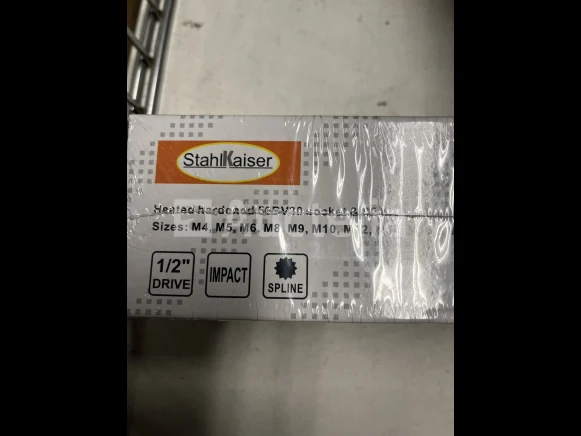 StahlKaiser
Heated hardened
Sizes: M4, M5, M6, M8, M9, M10,
1/2"
DRIVE
IMPACT
SPLINE